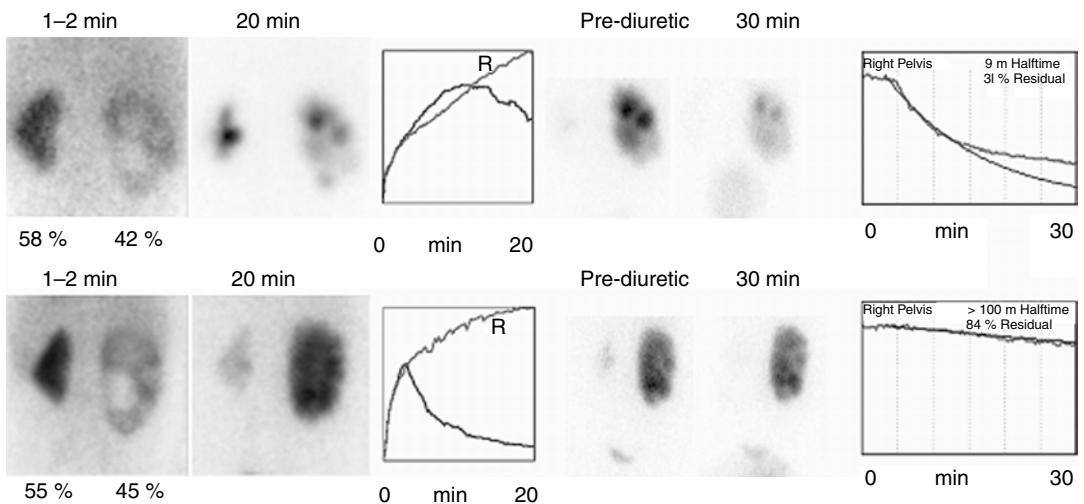 1–2 min 20 min Pre-diuretic 30 min
R
Right Pelvis 9 m Halftime
3l % Residual
58 % 42 % 0 min 20 0 min 30
1–2 min 20 min Pre-diuretic 30 min
R
Right Pelvis > 100 m Halftime
84 % Residual
55 % 45 % 0 min 20 0 min 30